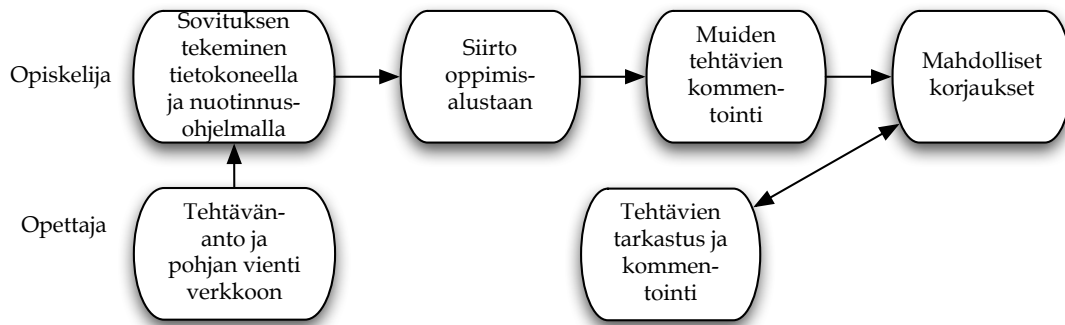 Opiskelija
Sovituksen
tekeminen
tietokoneella
ja nuotinnus-
ohjelmalla
Siirto
oppimis-
alustaan
Muiden
tehtävien
kommen-
tointi
Mahdolliset
korjaukset
Opettaja
Tehtävän-
anto ja
pohjan vienti
verkkoon
Tehtävien
tarkastus ja
kommen-
tointi